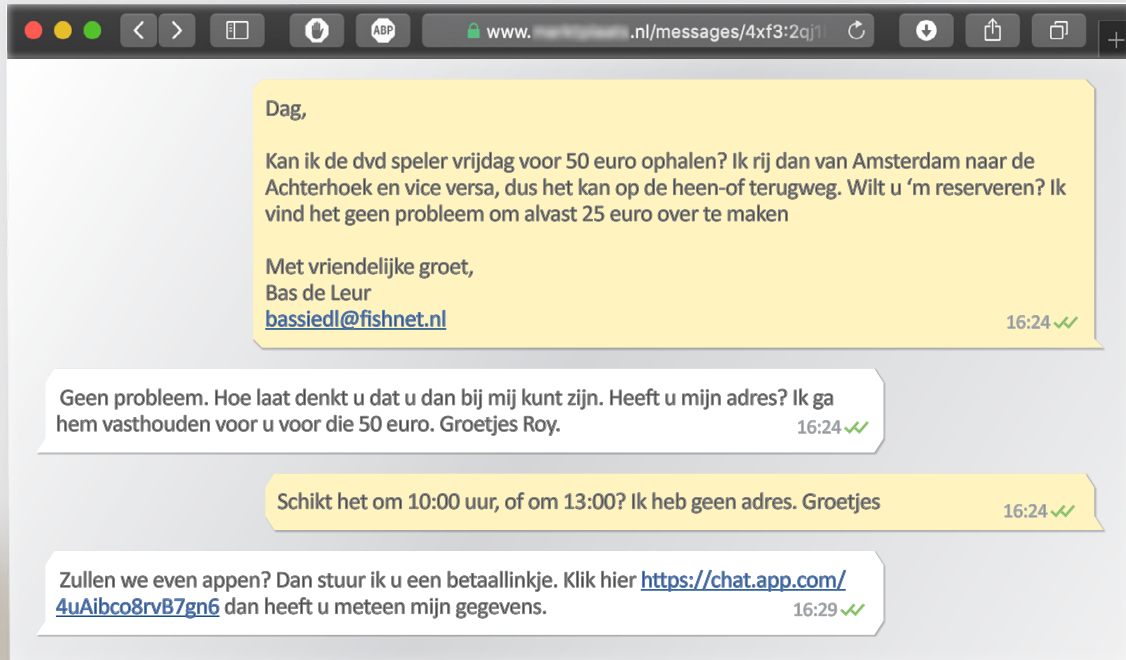 ABP
www. .nl/messages/4xf3:2qj1
Dag,
Kan ik de dvd speler vrijdag voor 50 euro ophalen? Ik rij dan van Amsterdam naar de
Achterhoek en vice versa, dus het kan op de heen-of terugweg. Wilt u ‘m reserveren? Ik
vind het geen probleem om alvast 25 euro over te maken
Met vriendelijke groet,
Bas de Leur
bassiedl@fishnet.nl
16:24
Geen probleem. Hoe laat denkt u dat u dan bij mij kunt zijn. Heeft u mijn adres? Ik ga
hem vasthouden voor u voor die 50 euro. Groetjes Roy.
16:24
Schikt het om 10:00 uur, of om 13:00? Ik heb geen adres. Groetjes
16:24
Zullen we even appen? Dan stuur ik u een betaallinkje. Klik hier https://chat.app.com/
4uAibco8rvB7gn6 dan heeft u meteen mijn gegevens.
16:29